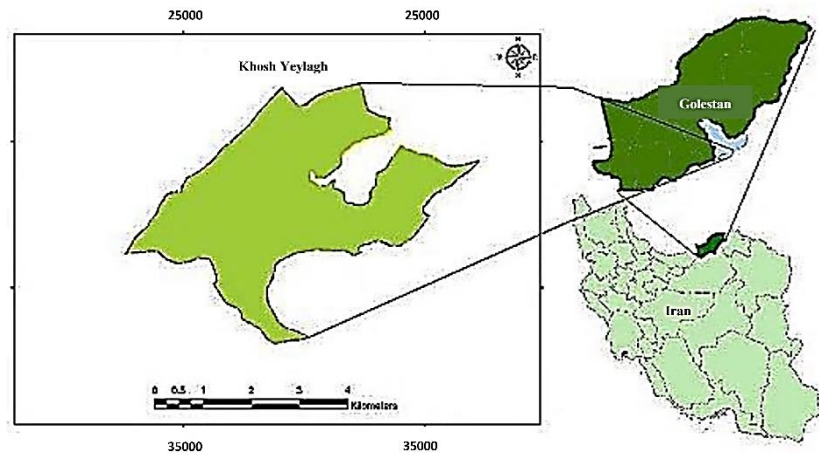 25000 25000
Khosh Yeylagh
Golestan
Iran
0 0.5 1 2 3 4
Kilometers
35000 35000